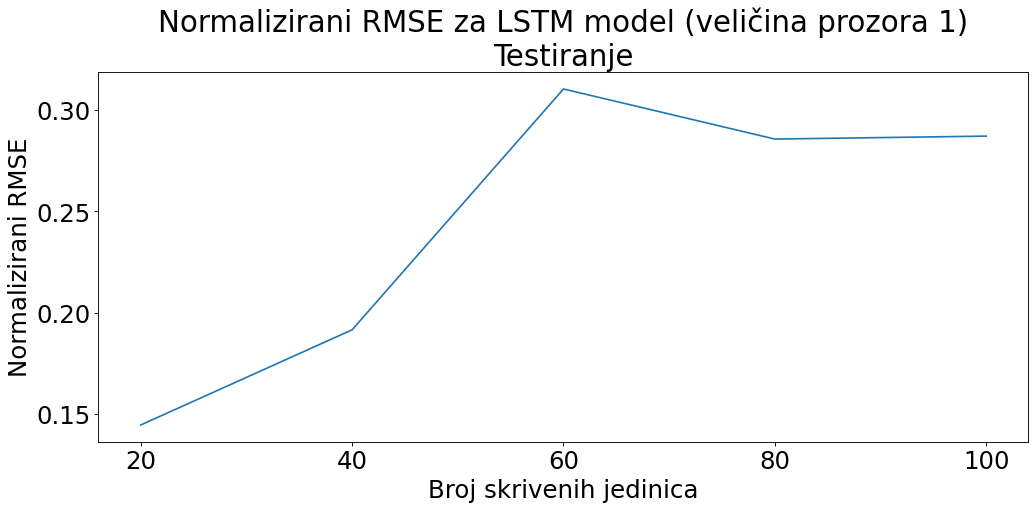 Normalizirani RMSE za LSTM model (veličina prozora 1)
Testiranje
Normalizirani RMSE
0.30
0.25
0.20
0.15
20 40 60 80 100
Broj skrivenih jedinica